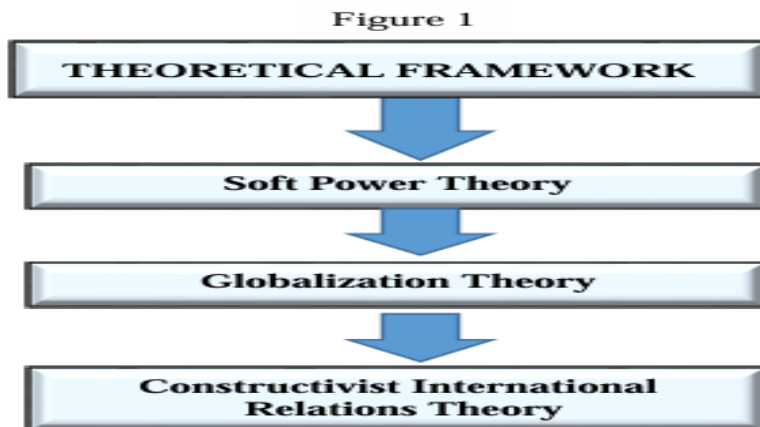 Figure 1
THEORETICAL FRAMEWORK
Soft Power Theory
Globalization Theory
Constructivist International
Relations Theory